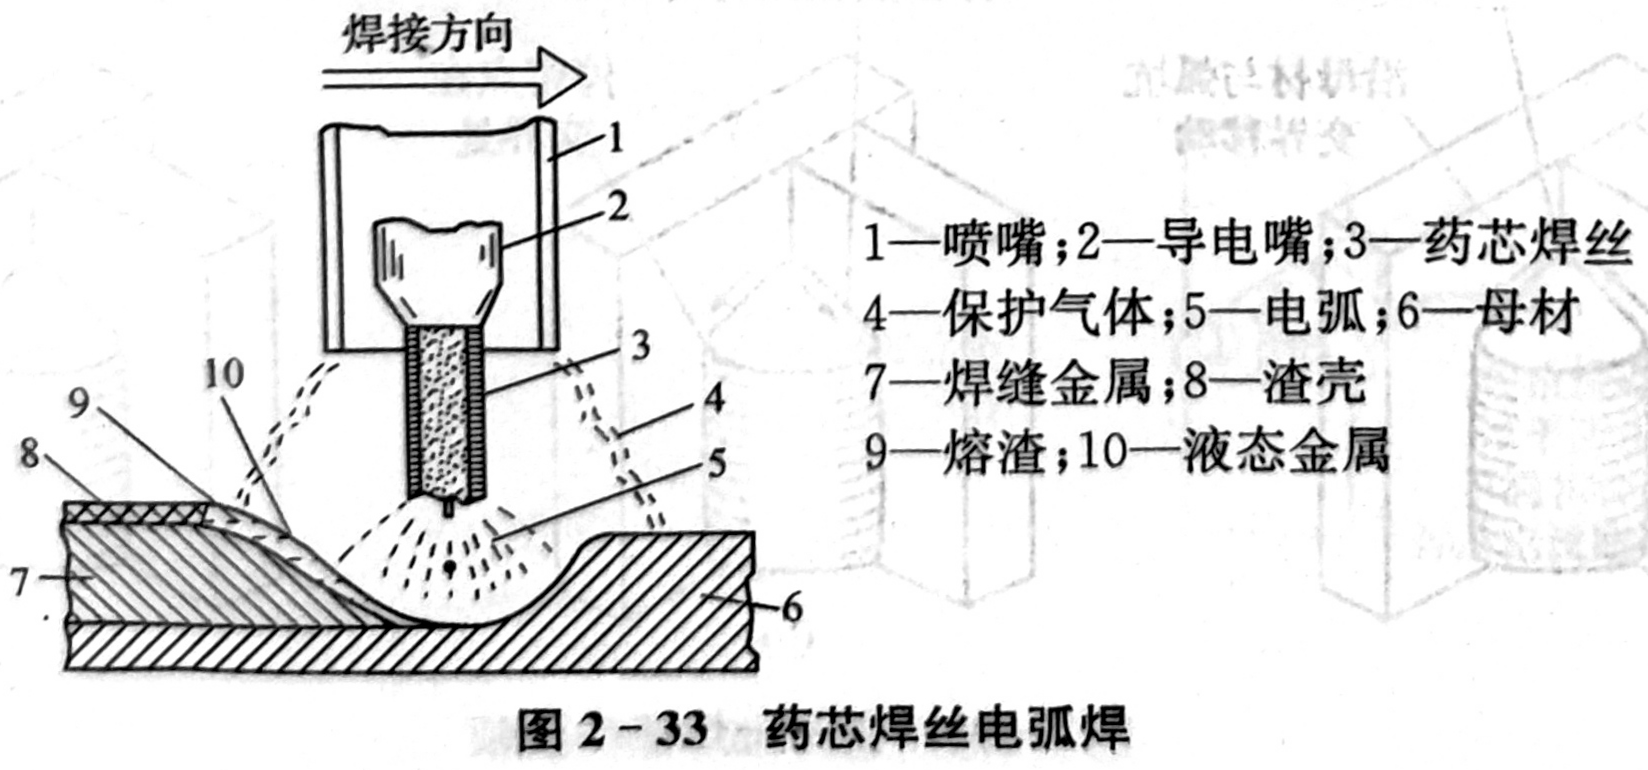 焊接方向
1
2
3
4
5
6
7
8
9
10
1—喷嘴;2—导电嘴;3—药芯焊丝
4—保护气体;5—电弧;6—母材
7—焊缝金属;8—渣壳
9—熔渣;10—液态金属
图2-33 药芯焊丝电弧焊